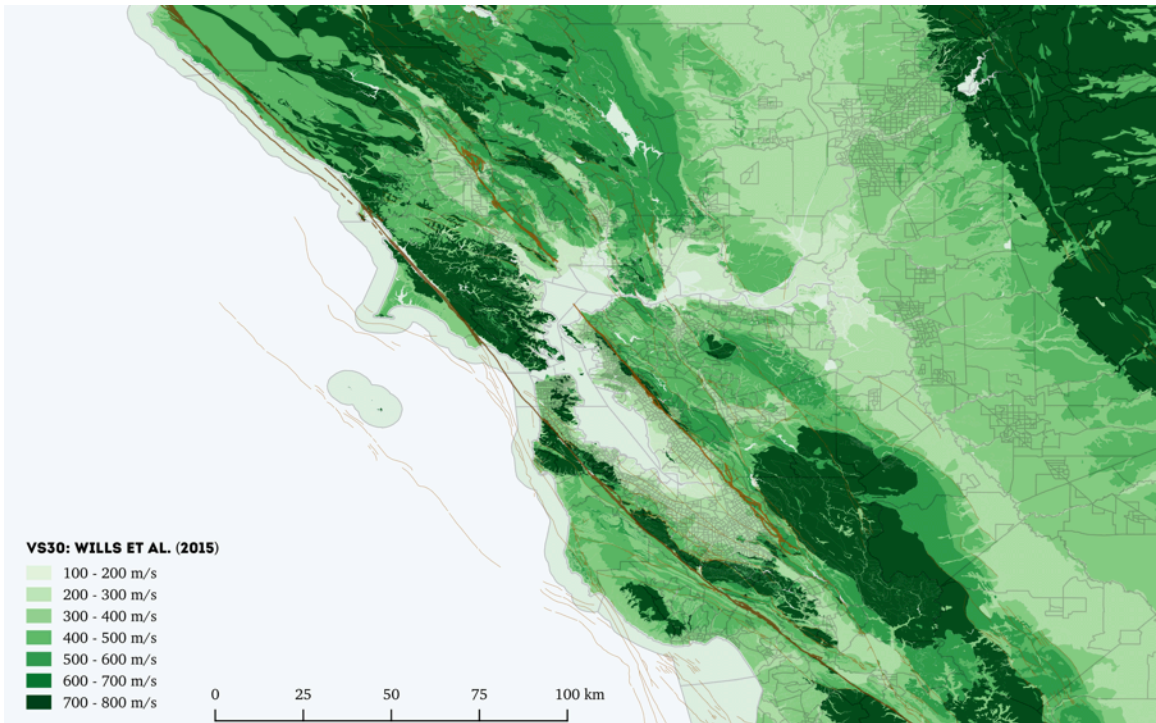 VS30: WILLS ET AL. (2015)
100 - 200 m/s
200 - 300 m/s
300 - 400 m/s
400 - 500 m/s
500 - 600 m/s
600 - 700 m/s
700 - 800 m/s
0 25 50 75 100 km